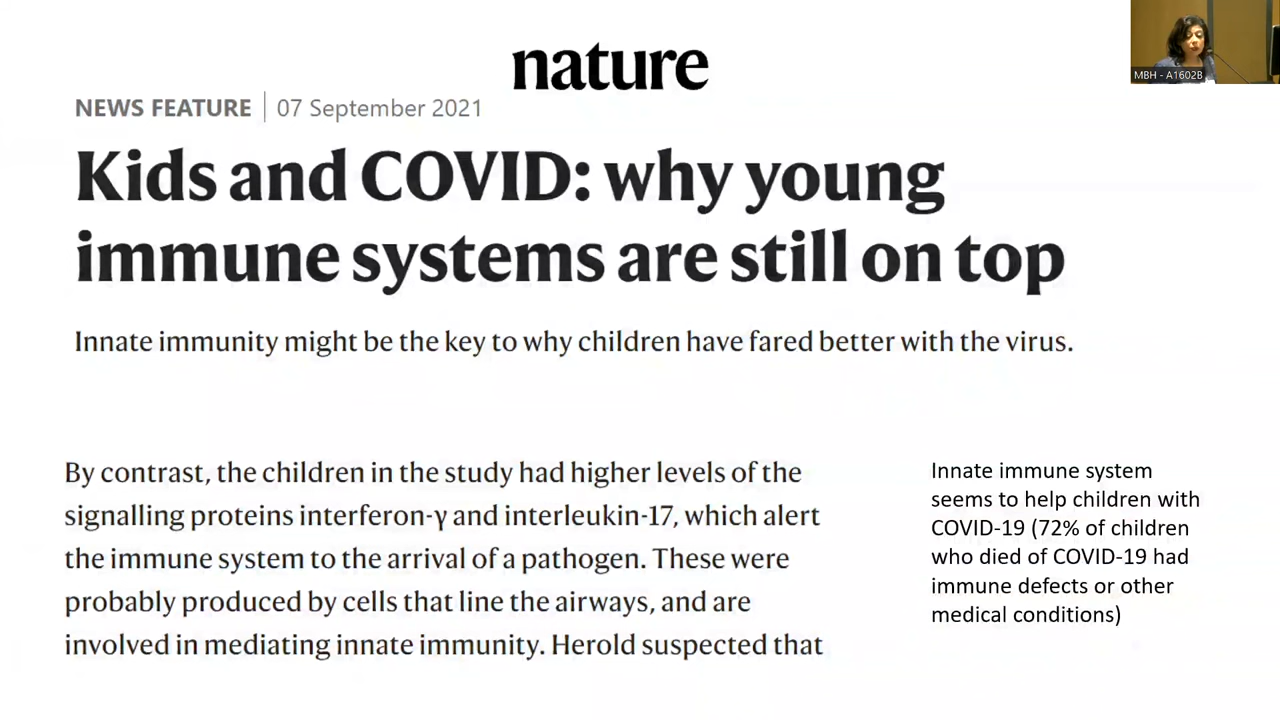 nature
MBH - A1602B
NEWS FEATURE | 07 September 2021
Kids and COVID: why young
immune systems are still on top
Innate immunity might be the key to why children have fared better with the virus.
By contrast, the children in the study had higher levels of the
signalling proteins interferon-γ and interleukin-17, which alert
the immune system to the arrival of a pathogen. These were
probably produced by cells that line the airways, and are
involved in mediating innate immunity. Herold suspected that
Innate immune system
seems to help children with
COVID-19 (72% of children
who died of COVID-19 had
immune defects or other
medical conditions)